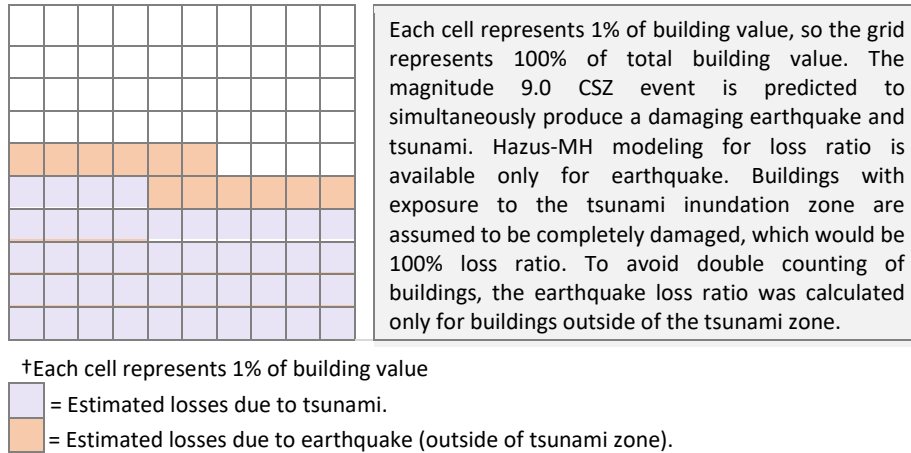 Each cell represents 1% of building value, so the grid
represents 100% of total building value. The
magnitude 9.0 CSZ event is predicted to
simultaneously produce a damaging earthquake and
tsunami. Hazus-MH modeling for loss ratio is
available only for earthquake. Buildings with
exposure to the tsunami inundation zone are
assumed to be completely damaged, which would be
100% loss ratio. To avoid double counting of
buildings, the earthquake loss ratio was calculated
only for buildings outside of the tsunami zone.
†Each cell represents 1% of building value
= Estimated losses due to tsunami.
= Estimated losses due to earthquake (outside of tsunami zone).